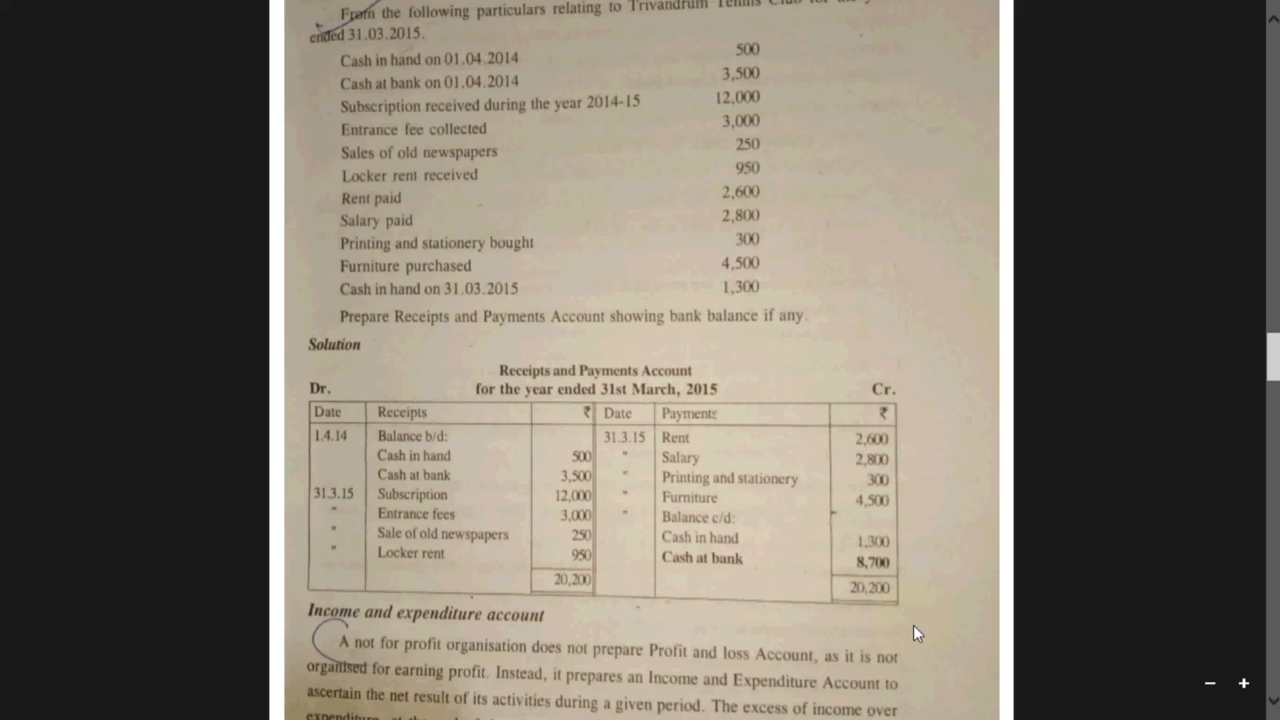 From the following particulars relating to Trivandrum Tennis Club for the
ended 31.03.2015.
Cash in hand on 01.04.2014 500
Cash at bank on 01.04.2014 3,500
Subscription received during the year 2014-15 12,000
Entrance fee collected 3,000
Sales of old newspapers 250
Locker rent received 950
Rent paid 2,600
Salary paid 2,800
Printing and stationery bought 300
Furniture purchased 4,500
Cash in hand on 31.03.2015 1,300
Prepare Receipts and Payments Account showing bank balance if any.
Solution
Receipts and Payments Account
Dr. for the year ended 31st March, 2015 Cr.
Date Receipts ₹ Date Payments ₹
1.4.14 Balance b/d: 31.3.15 Rent 2,600
Cash in hand 500 " Salary 2,800
Cash at bank 3,500 " Printing and stationery 300
31.3.15 Subscription 12,000 " Furniture 4,500
" Entrance fees 3,000 " Balance c/d:
" Sale of old newspapers 250 Cash in hand 1,300
" Locker rent 950 Cash at bank 8,700
20,200 20,200
Income and expenditure account
A not for profit organisation does not prepare Profit and loss Account, as it is not
organised for earning profit. Instead, it prepares an Income and Expenditure Account to
ascertain the net result of its activities during a given period. The excess of income over
expenditure